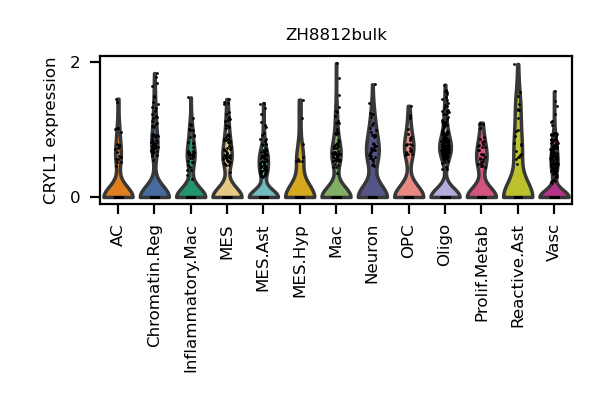 ZH8812bulk
CRYL1 expression
2
0
AC
Chromatin.Reg
Inflammatory.Mac
MES
MES.Ast
MES.Hyp
Mac
Neuron
OPC
Oligo
Prolif.Metab
Reactive.Ast
Vasc